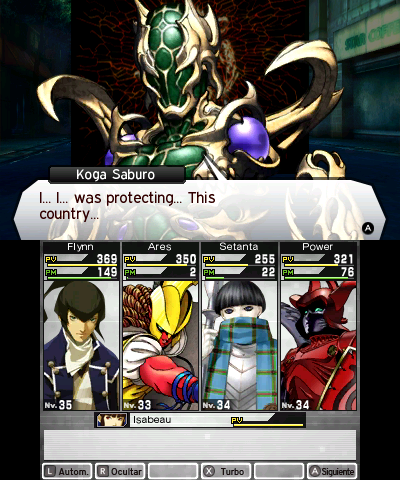 Koga Saburo
I... I... was protecting... This
country...
A
Flynn
Ares
Setanta
Power
PV 369
PV 350
PV 255
PV 321
PM 149
PM 2
PM 22
PM 76
Nv.35
Nv.33
Nv.34
Nv.34
Isabeau
PV
L Autom.
R Ocultar
X Turbo
A Siguiente